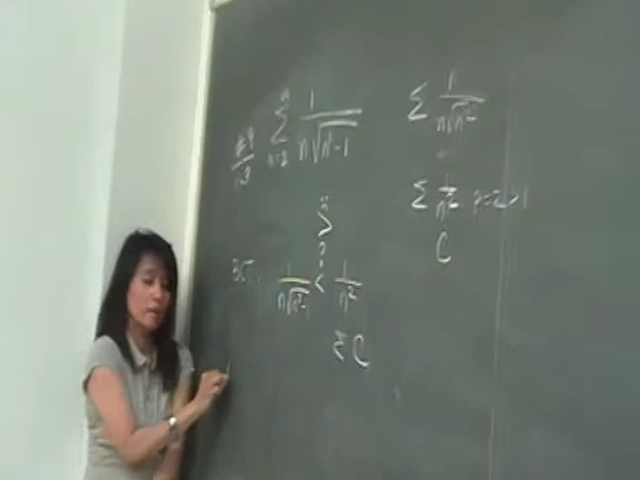 ∞ Σ n=2 1/(n√(n²-1))
Σ 1/(n√n²)
Σ 1/n² p=2>1
C
>
?
<
1/(n√(n²-1)) 1/n²
C